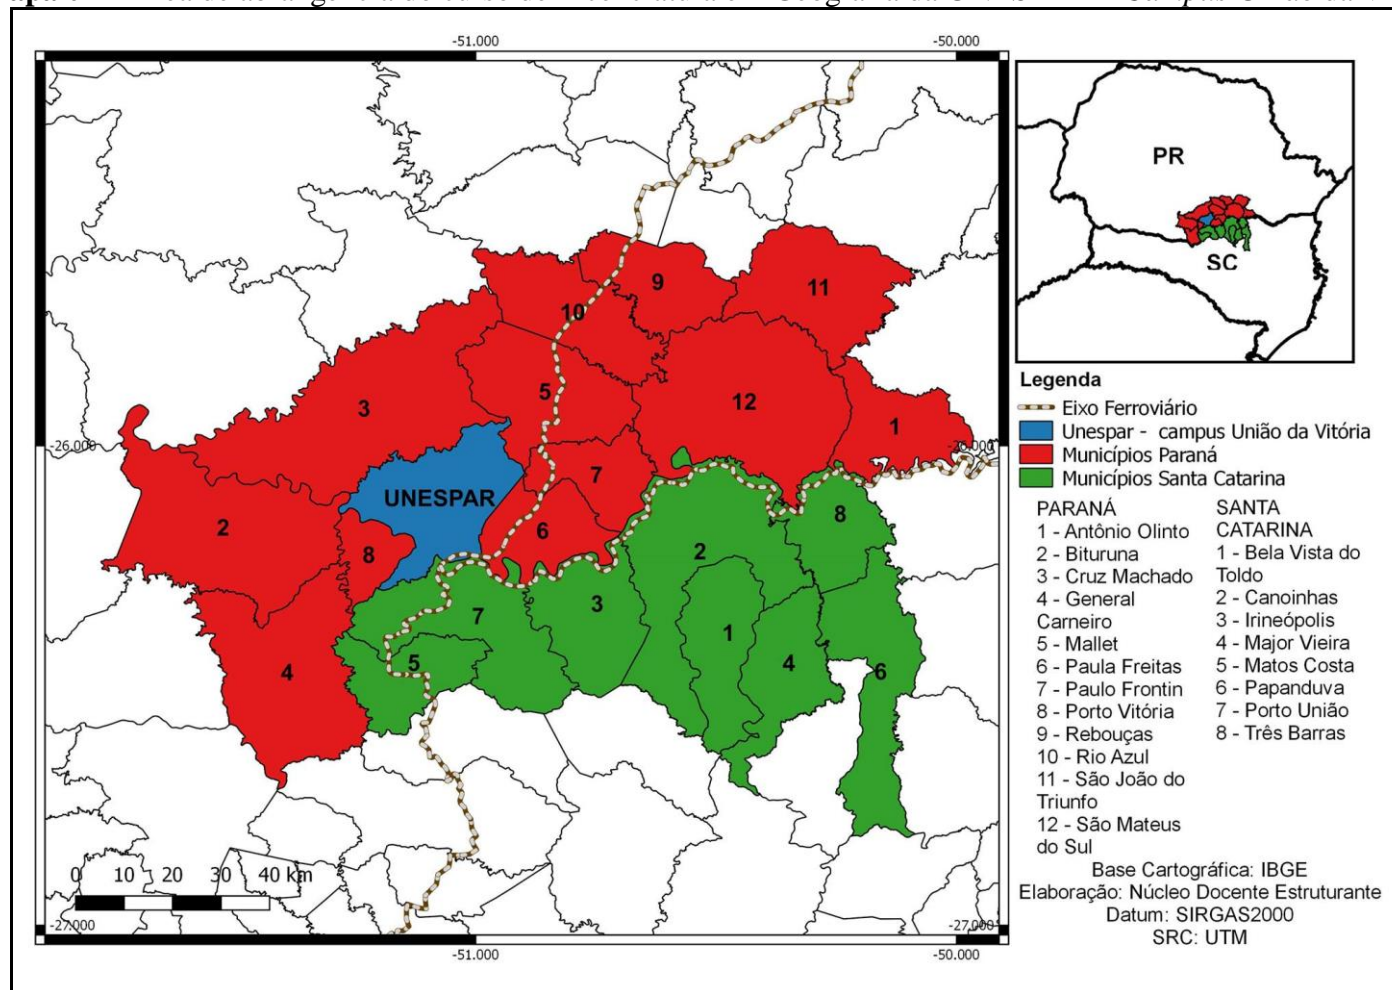 -51.000
-50.000
PR
SC
9
11
10
3
5
12
1
-26.000
7
UNESPAR
2
6
8
8
2
7
3
1
4
5
4
6
0 10 20 30 40 km
-27.000
-27.000
-51.000
-50.000
Legenda
Eixo Ferroviário
Unespar - campus União da Vitória
Municípios Paraná
Municípios Santa Catarina
PARANÁ
1 - Antônio Olinto
2 - Bituruna
3 - Cruz Machado
4 - General
Carneiro
5 - Mallet
6 - Paula Freitas
7 - Paulo Frontin
8 - Porto Vitória
9 - Rebouças
10 - Rio Azul
11 - São João do
Triunfo
12 - São Mateus
do Sul
SANTA
CATARINA
1 - Bela Vista do
Toldo
2 - Canoinhas
3 - Irineópolis
4 - Major Vieira
5 - Matos Costa
6 - Papanduva
7 - Porto União
8 - Três Barras
Base Cartográfica: IBGE
Elaboração: Núcleo Docente Estruturante
Datum: SIRGAS2000
SRC: UTM